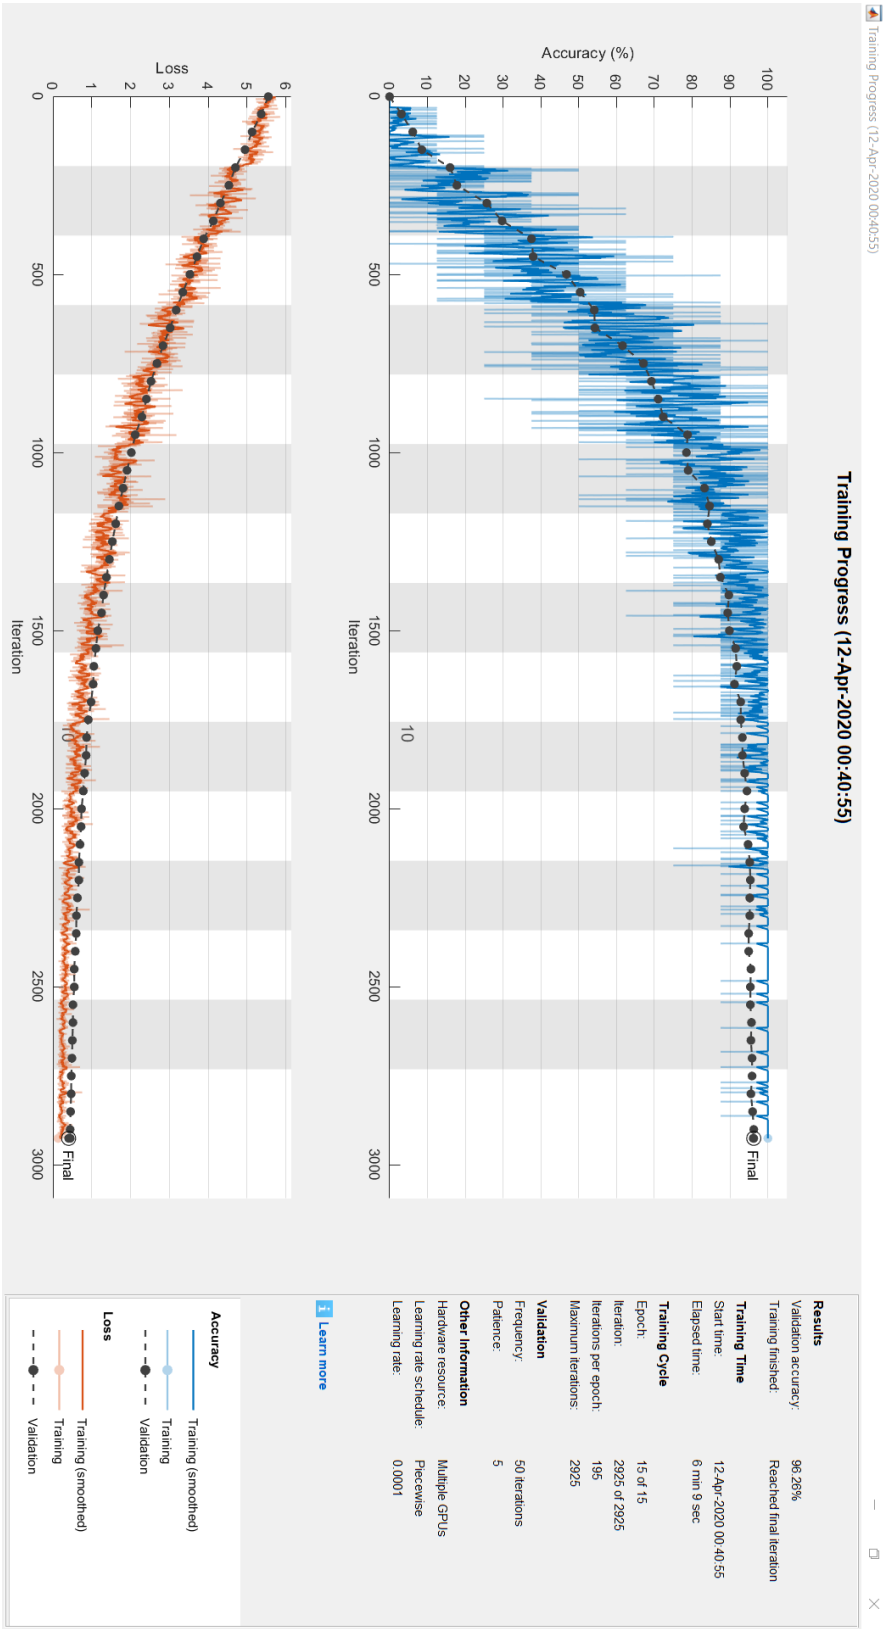 Training Progress (12-Apr-2020 00:40:55)
Training Progress (12-Apr-2020 00:40:55)
Accuracy (%)
100
90
80
70
60
50
40
30
20
10
0
10
Final
0
500
1000
1500
2000
2500
3000
Iteration
Loss
6
5
4
3
2
1
0
10
Final
0
500
1000
1500
2000
2500
3000
Iteration
Results
Validation accuracy: 96.26%
Training finished: Reached final iteration
Training Time
Start time: 12-Apr-2020 00:40:55
Elapsed time: 6 min 9 sec
Training Cycle
Epoch: 15 of 15
Iteration: 2925 of 2925
Iterations per epoch: 195
Maximum iterations: 2925
Validation
Frequency: 50 iterations
Patience: 5
Other Information
Hardware resource: Multiple GPUs
Learning rate schedule: Piecewise
Learning rate: 0.0001
i Learn more
Accuracy
Training (smoothed)
Training
Validation
Loss
Training (smoothed)
Training
Validation